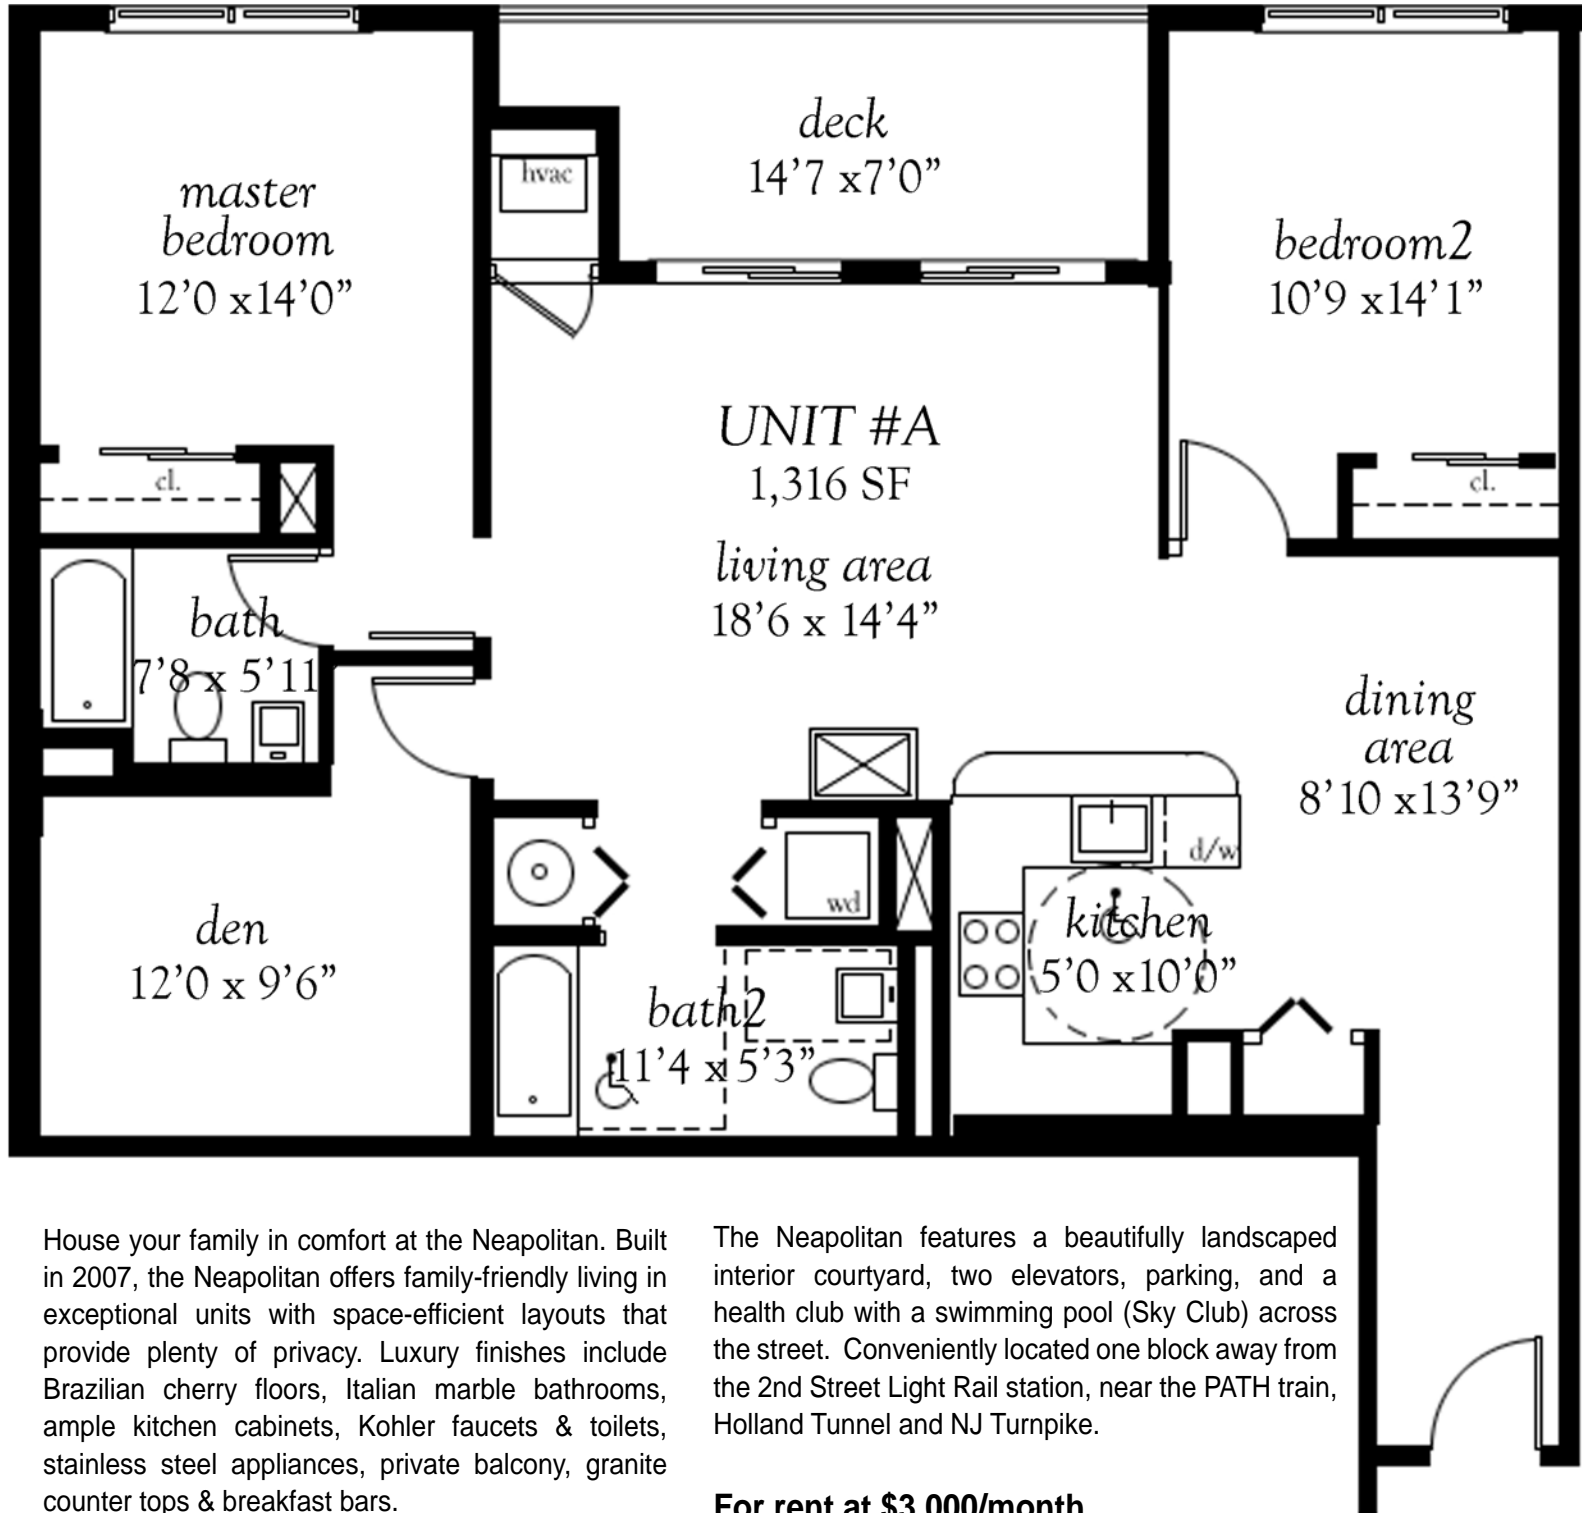 deck
14’7 x7’0”
hvac
master
bedroom
12’0 x14’0”
bedroom2
10’9 x14’1”
UNIT #A
1,316 SF
living area
18’6 x 14’4”
cl.
cl.
bath
7’8 x 5’11
dining
area
8’10 x13’9”
d/w
wd
den
12’0 x 9’6”
kitchen
5’0 x10’0”
bath2
11’4 x 5’3”
House your family in comfort at the Neapolitan. Built
in 2007, the Neapolitan offers family-friendly living in
exceptional units with space-efficient layouts that
provide plenty of privacy. Luxury finishes include
Brazilian cherry floors, Italian marble bathrooms,
ample kitchen cabinets, Kohler faucets & toilets,
stainless steel appliances, private balcony, granite
counter tops & breakfast bars.
The Neapolitan features a beautifully landscaped
interior courtyard, two elevators, parking, and a
health club with a swimming pool (Sky Club) across
the street. Conveniently located one block away from
the 2nd Street Light Rail station, near the PATH train,
Holland Tunnel and NJ Turnpike.
For rent at $3,000/month